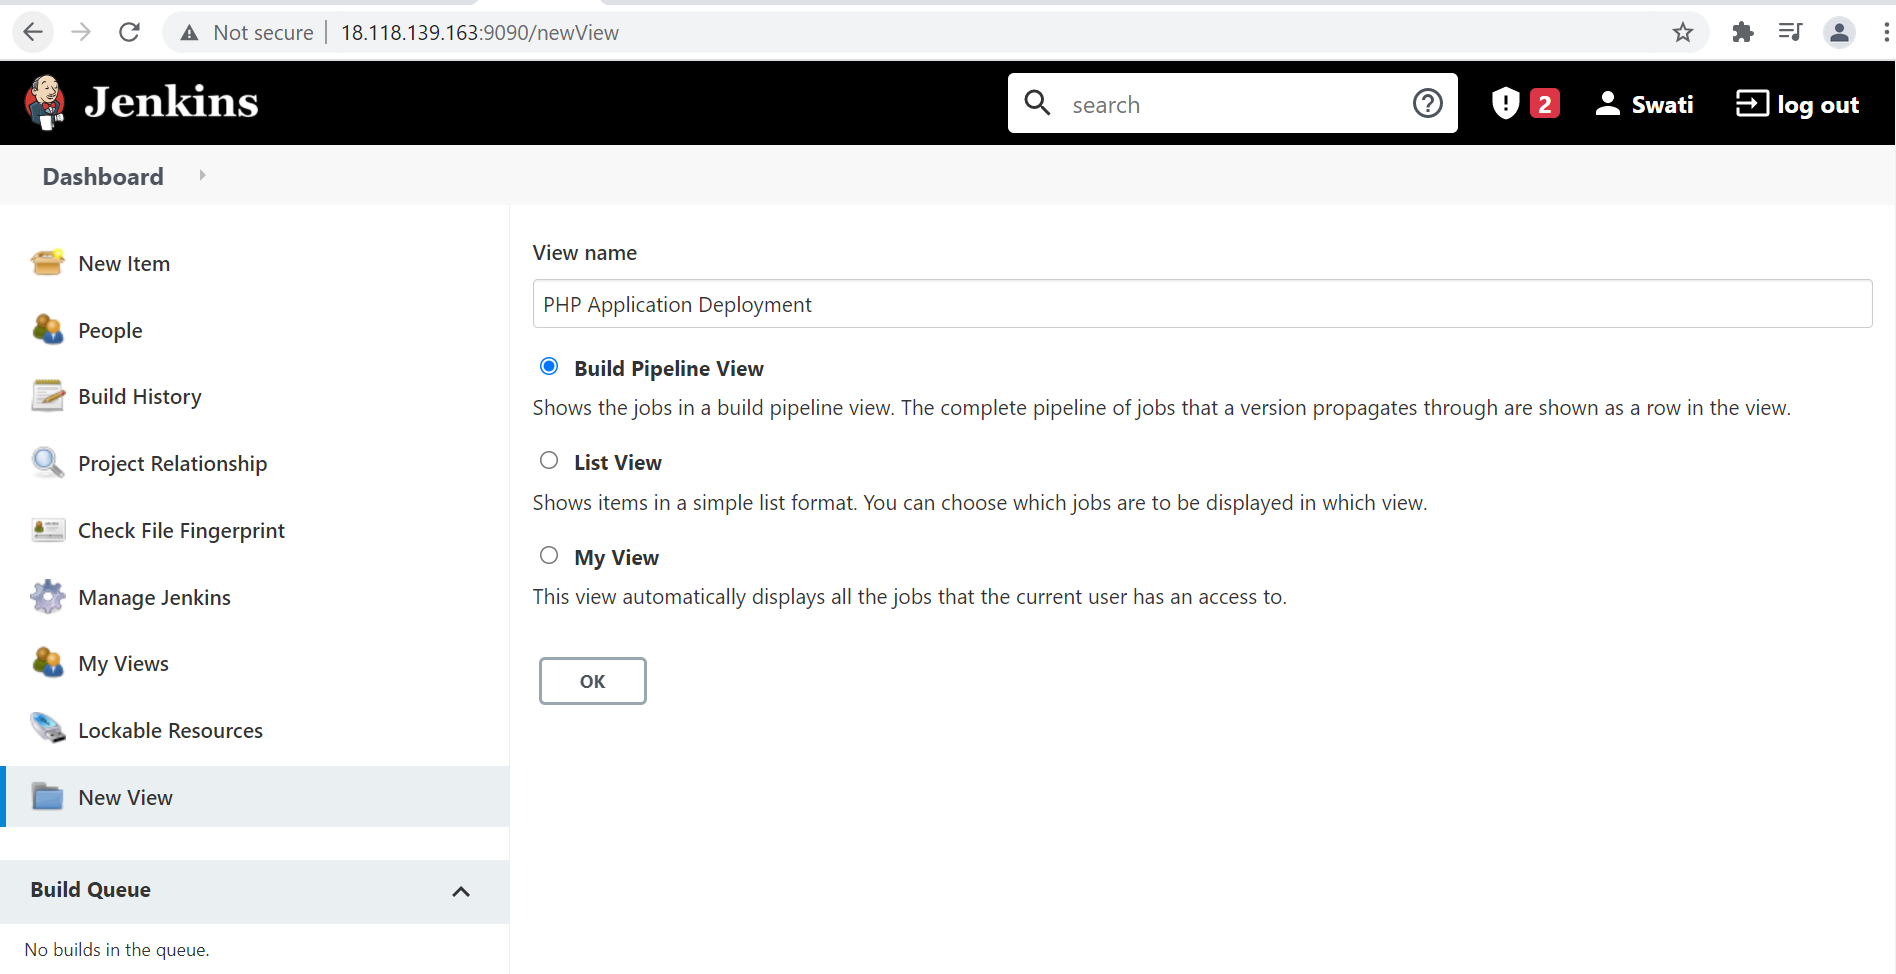 Not secure 18.118.139.163:9090/newView
Jenkins
search
2
Swati
log out
Dashboard
New Item
People
Build History
Project Relationship
Check File Fingerprint
Manage Jenkins
My Views
Lockable Resources
New View
Build Queue
No builds in the queue.
View name
PHP Application Deployment
Build Pipeline View
Shows the jobs in a build pipeline view. The complete pipeline of jobs that a version propagates through are shown as a row in the view.
List View
Shows items in a simple list format. You can choose which jobs are to be displayed in which view.
My View
This view automatically displays all the jobs that the current user has an access to.
OK